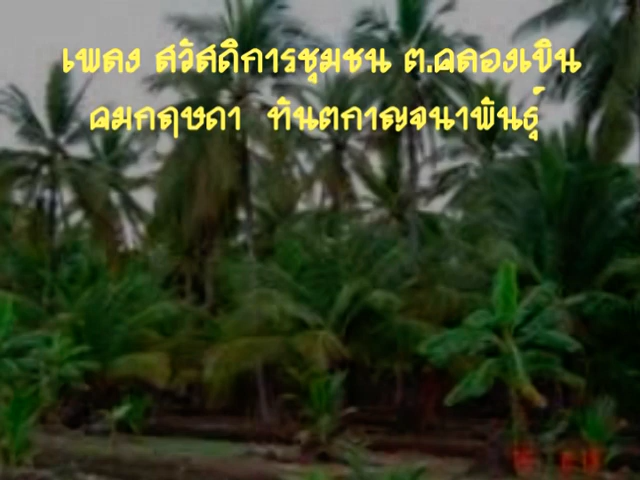 เพลง สวัสดิการชุมชน ต.คลองเขิน
คมกฤษดา ทันตกาญจนาพันธุ์